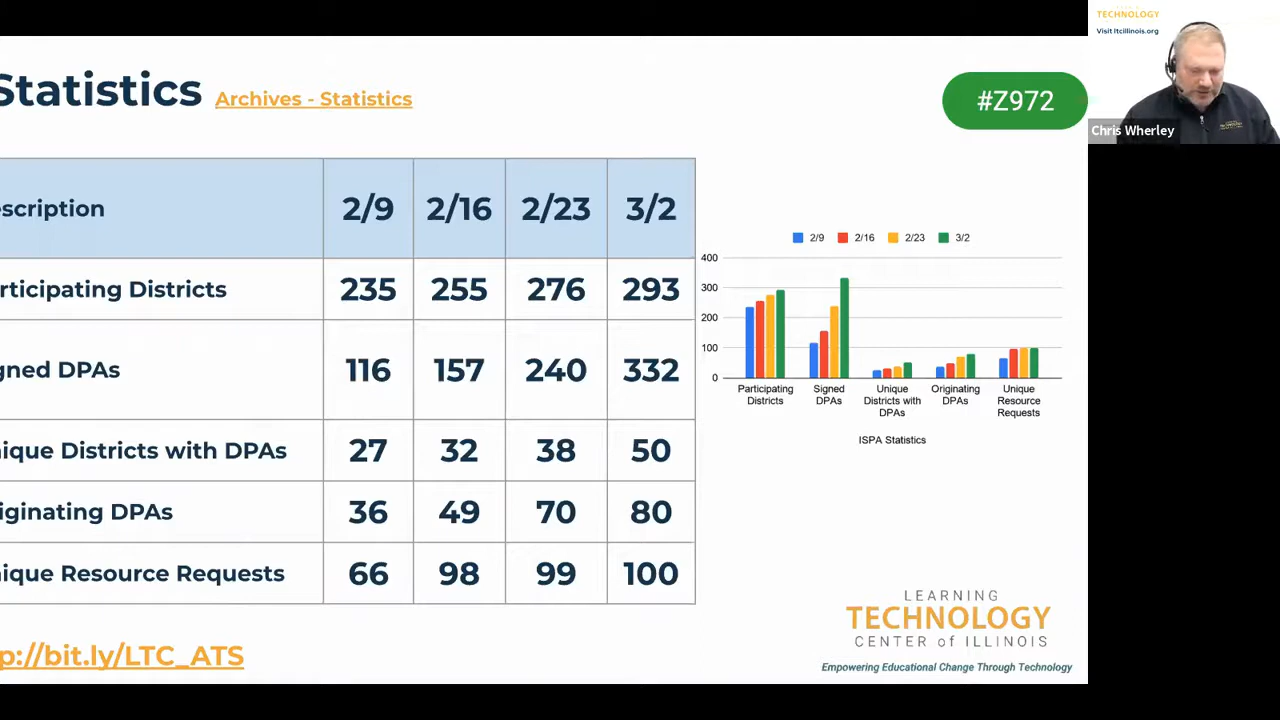 Statistics Archives - Statistics
#Z972
TECHNOLOGY
Visit ltcillinois.org
Chris Wherley
escription 2/9 2/16 2/23 3/2
rticipating Districts 235 255 276 293
gned DPAs 116 157 240 332
ique Districts with DPAs 27 32 38 50
iginating DPAs 36 49 70 80
ique Resource Requests 66 98 99 100
p://bit.ly/LTC_ATS
2/9 2/16 2/23 3/2
400
300
200
100
0
Participating Districts
Signed DPAs
Unique Districts with DPAs
Originating DPAs
Unique Resource Requests
ISPA Statistics
LEARNING
TECHNOLOGY
CENTER of ILLINOIS
Empowering Educational Change Through Technology